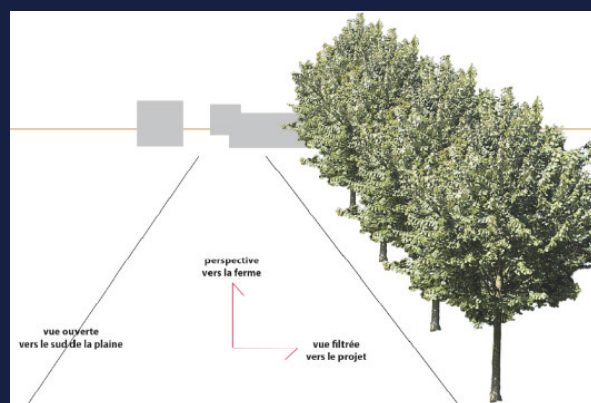 perspective
vers la ferme
vue ouverte
vers le sud de la plaine
vue filtrée
vers le projet